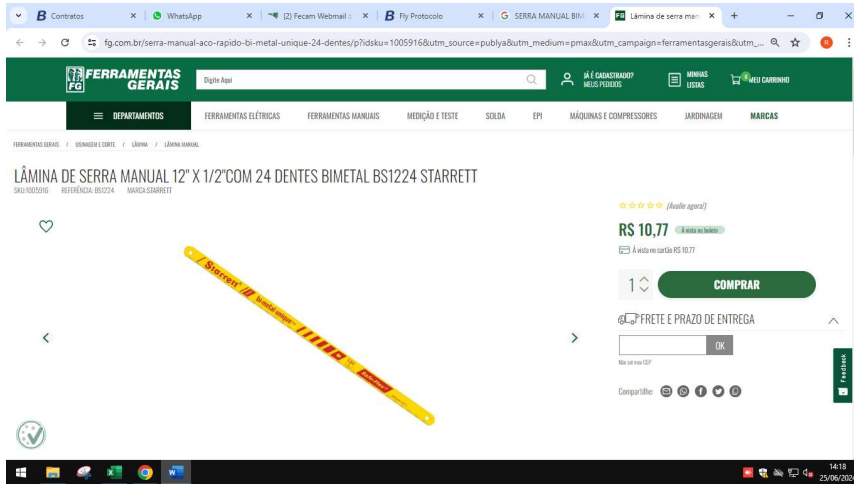 Contratos
WhatsApp
(2) Fecam Webmail ::
Fly Protocolo
SERRA MANUAL BIM
Lâmina de serra man
fg.com.br/serra-manual-aco-rapido-bi-metal-unique-24-dentes/p?idsku=1005916&utm_source=publya&utm_medium=pmax&utm_campaign=ferramentasgerais&utm_...
FG FERRAMENTAS GERAIS
Digite Aqui
JÁ É CADASTRADO?
MEUS PEDIDOS
MINHAS
LISTAS
0 MEU CARRINHO
DEPARTAMENTOS
FERRAMENTAS ELÉTRICAS
FERRAMENTAS MANUAIS
MEDIÇÃO E TESTE
SOLDA
EPI
MÁQUINAS E COMPRESSORES
JARDINAGEM
MARCAS
FERRAMENTAS GERAIS / USINAGEM E CORTE / LÂMINA / LÂMINA MANUAL
LÂMINA DE SERRA MANUAL 12" X 1/2"COM 24 DENTES BIMETAL BS1224 STARRETT
SKU:1005916 REFERÊNCIA: BS1224 MARCA:STARRETT
(Avalie agora!)
R$ 10,77 À vista no boleto
À vista no cartão R$ 10,77
1 COMPRAR
FRETE E PRAZO DE ENTREGA
OK
Não sei meu CEP
Compartilhe:
Feedback
Starrett
bi-metal unique
Safe-Flex
14:18
25/06/2024